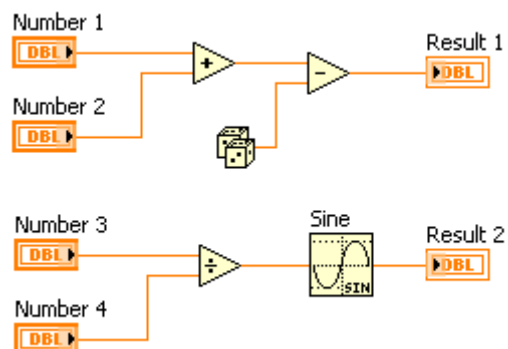 Number 1
DBL
Result 1
DBL
+
−
Number 2
DBL
Number 3
DBL
Sine
SIN
Result 2
DBL
÷
Number 4
DBL